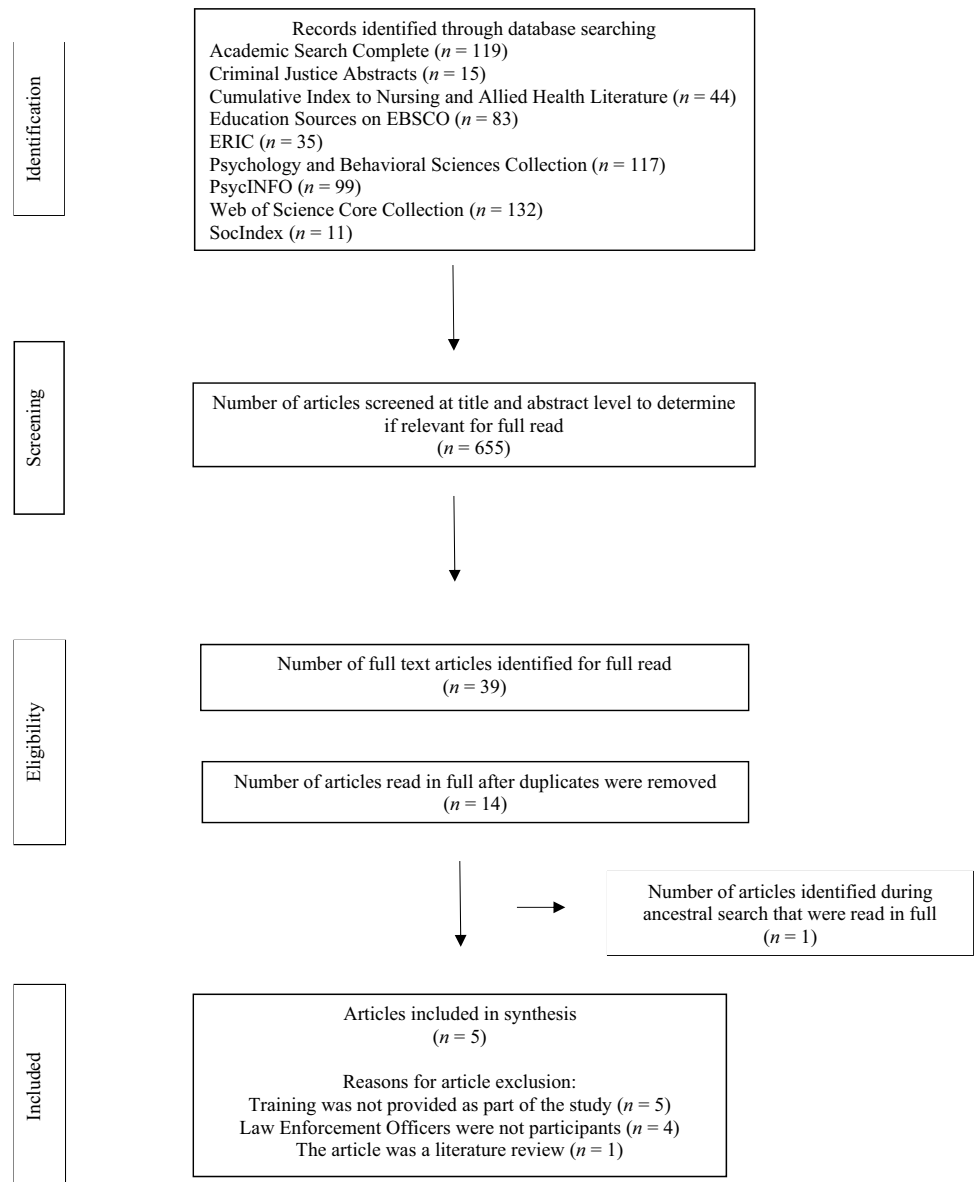 Identification
Records identified through database searching
Academic Search Complete (n = 119)
Criminal Justice Abstracts (n = 15)
Cumulative Index to Nursing and Allied Health Literature (n = 44)
Education Sources on EBSCO (n = 83)
ERIC (n = 35)
Psychology and Behavioral Sciences Collection (n = 117)
PsycINFO (n = 99)
Web of Science Core Collection (n = 132)
SocIndex (n = 11)
Screening
Number of articles screened at title and abstract level to determine
if relevant for full read
(n = 655)
Eligibility
Number of full text articles identified for full read
(n = 39)
Number of articles read in full after duplicates were removed
(n = 14)
Number of articles identified during
ancestral search that were read in full
(n = 1)
Included
Articles included in synthesis
(n = 5)
Reasons for article exclusion:
Training was not provided as part of the study (n = 5)
Law Enforcement Officers were not participants (n = 4)
The article was a literature review (n = 1)